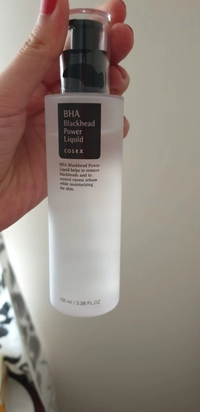 BHA
Blackhead
Power
Liquid
COSRX
BHA Blackhead Power
Liquid helps to remove
blackheads and to
control excess sebum
while moisturizing
the skin.
100 ml / 3.38 FL.OZ